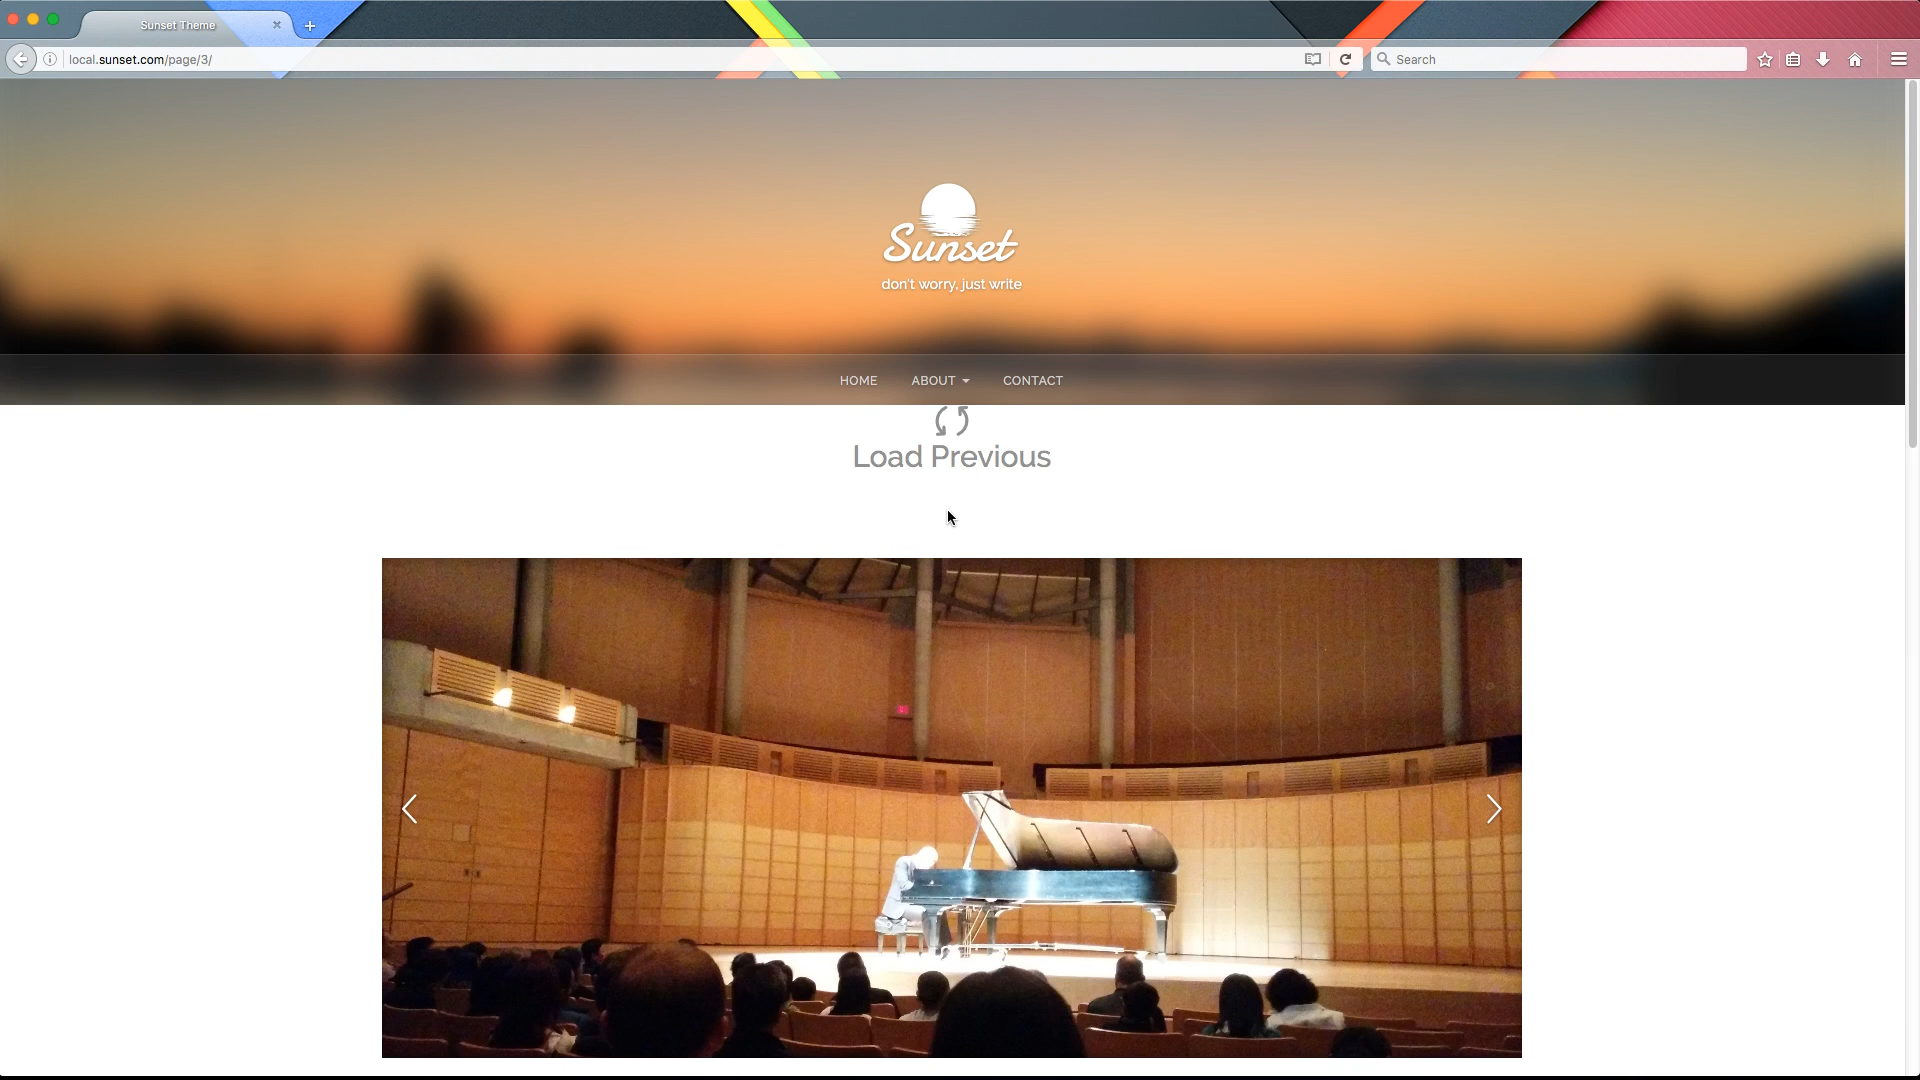 Sunset Theme
local.sunset.com/page/3/
Search
Sunset
don't worry, just write
HOME ABOUT CONTACT
Load Previous